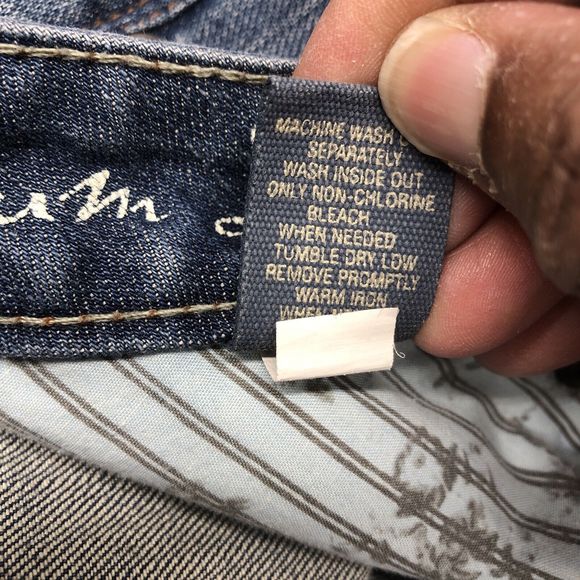 MACHINE WASH
SEPARATELY
WASH INSIDE OUT
ONLY NON-CHLORINE
BLEACH
WHEN NEEDED
TUMBLE DRY LOW
REMOVE PROMPTLY
WARM IRON
WHEN